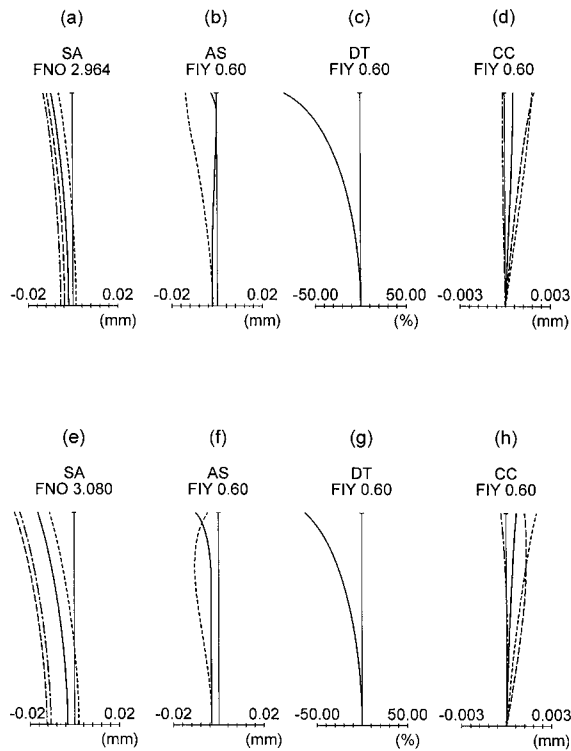 (a) (b) (c) (d)
SA AS DT CC
FNO 2.964 FIY 0.60 FIY 0.60 FIY 0.60
-0.02 0.02 -0.02 0.02 -50.00 50.00 -0.003 0.003
(mm) (mm) (%) (mm)
(e) (f) (g) (h)
SA AS DT CC
FNO 3.080 FIY 0.60 FIY 0.60 FIY 0.60
-0.02 0.02 -0.02 0.02 -50.00 50.00 -0.003 0.003
(mm) (mm) (%) (mm)